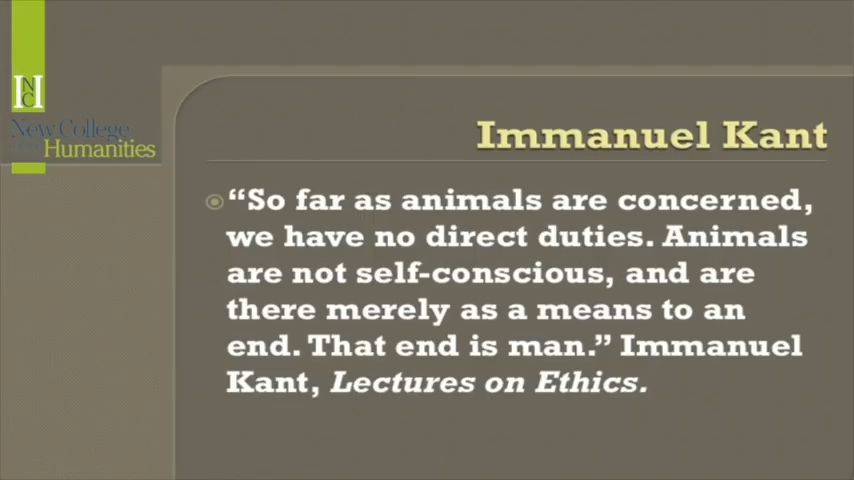 NCH
New College
Humanities
Immanuel Kant
“So far as animals are concerned,
we have no direct duties. Animals
are not self-conscious, and are
there merely as a means to an
end. That end is man.” Immanuel
Kant, Lectures on Ethics.